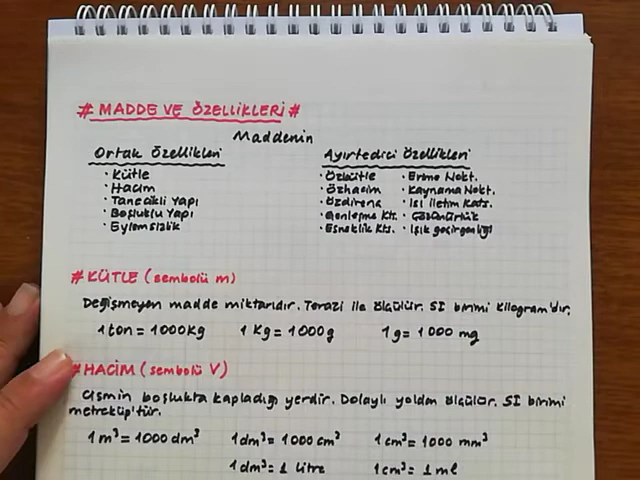 # MADDE VE ÖZELLİKLERİ #
Maddenin
Ortak Özellikleri
· Kütle
· Hacim
· Tanecikli Yapı
· Boşluklu Yapı
· Eylemsizlik
Ayırtedici Özellikleri
· Özkütle · Erime Nokt.
· Özhacim · Kaynama Nokt.
· Özdirenç · Isı iletim Kats.
· Genleşme Kts. · Çözünürlük
· Esneklik Kts. · Işık geçirgenliği
# KÜTLE (sembolü m)
Değişmeyen madde miktarıdır. Terazi ile ölçülür. SI birimi kilogram'dır.
1 ton = 1000 Kg 1 Kg = 1000g 1 g = 1000 mg
# HACİM (sembolü V)
Cismin boşlukta kapladığı yerdir. Dolaylı yoldan ölçülür. SI birimi
metreküp'tür.
1 m³ = 1000 dm³ 1 dm³ = 1000 cm³ 1 cm³ = 1000 mm³
1 dm³ = 1 Litre 1 cm³ = 1 ml